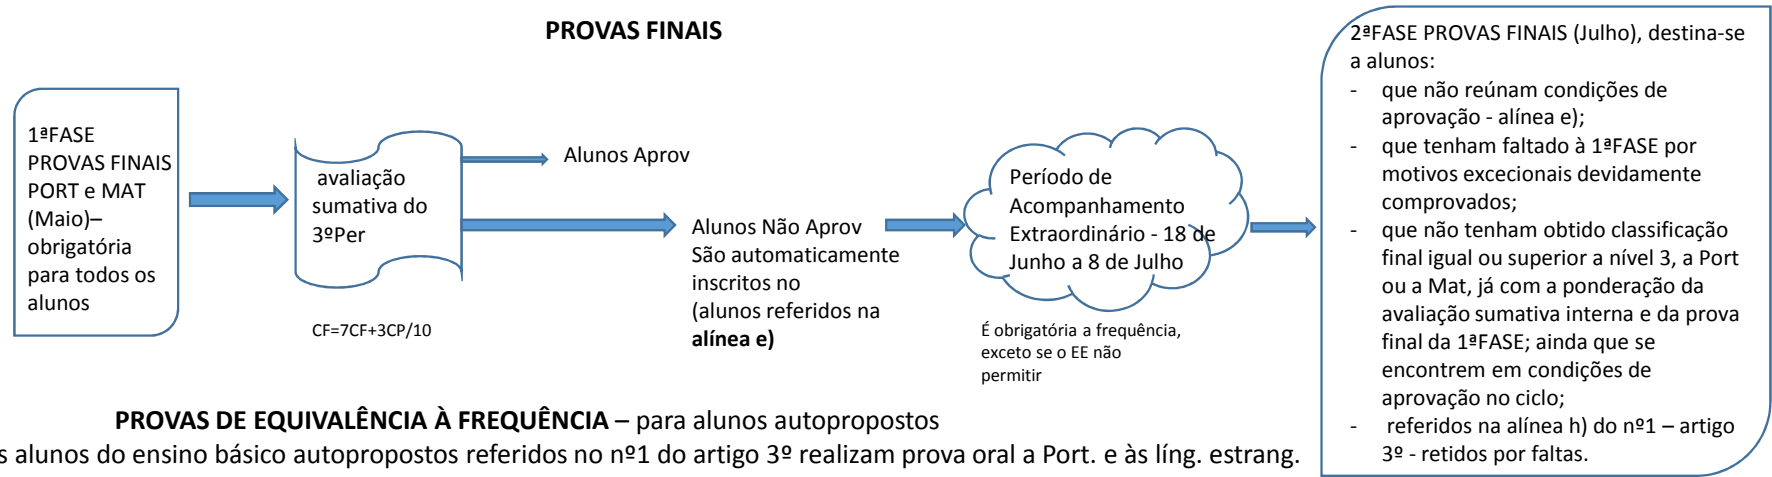 PROVAS FINAIS
1ªFASE
PROVAS FINAIS
PORT e MAT
(Maio)–
obrigatória
para todos os
alunos
avaliação
sumativa do
3ºPer
CF=7CF+3CP/10
Alunos Aprov
Alunos Não Aprov
São automaticamente
inscritos no
(alunos referidos na
alínea e)
Período de
Acompanhamento
Extraordinário - 18 de
Junho a 8 de Julho
É obrigatória a frequência,
exceto se o EE não
permitir
2ªFASE PROVAS FINAIS (Julho), destina-se
a alunos:
- que não reúnam condições de
aprovação - alínea e);
- que tenham faltado à 1ªFASE por
motivos excecionais devidamente
comprovados;
- que não tenham obtido classificação
final igual ou superior a nível 3, a Port
ou a Mat, já com a ponderação da
avaliação sumativa interna e da prova
final da 1ªFASE; ainda que se
encontrem em condições de
aprovação no ciclo;
- referidos na alínea h) do nº1 – artigo
3º - retidos por faltas.
PROVAS DE EQUIVALÊNCIA À FREQUÊNCIA – para alunos autopropostos
s alunos do ensino básico autopropostos referidos no nº1 do artigo 3º realizam prova oral a Port. e às líng. estrang.